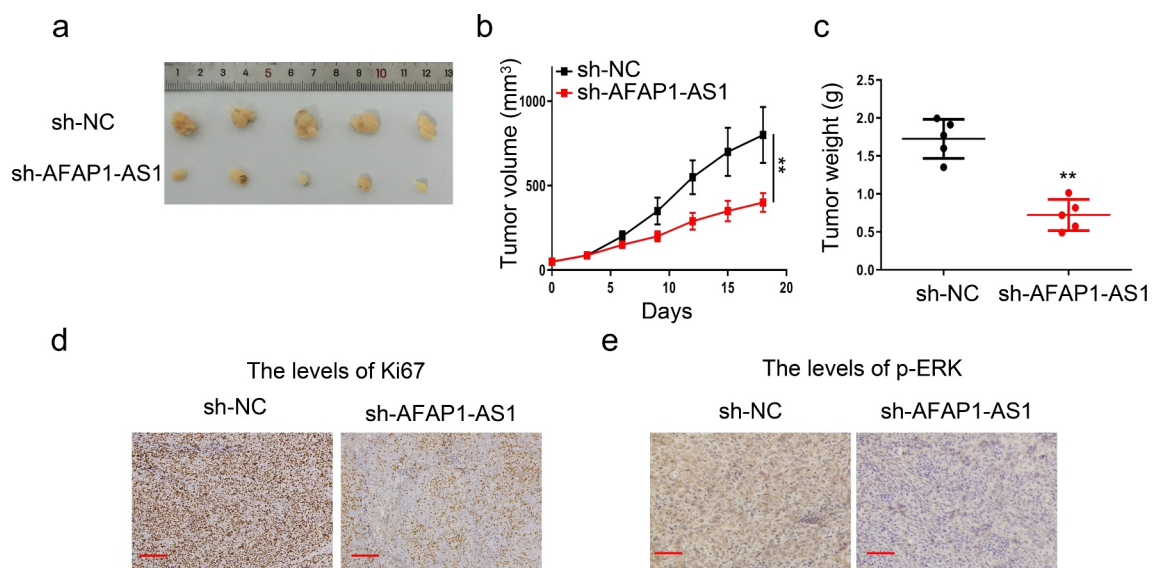 a
1 2 3 4 5 6 7 8 9 10 11 12 13
sh-NC
sh-AFAP1-AS1
b
sh-NC
sh-AFAP1-AS1
Tumor volume (mm³)
1000
500
0
**
0 5 10 15 20
Days
c
Tumor weight (g)
2.5
2.0
1.5
1.0
0.5
0.0
**
sh-NC sh-AFAP1-AS1
d
The levels of Ki67
sh-NC sh-AFAP1-AS1
e
The levels of p-ERK
sh-NC sh-AFAP1-AS1